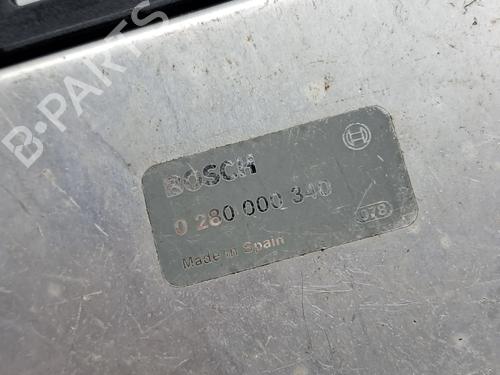 B-PARTS
BOSCH
0 280 000 340
078
Made in Spain